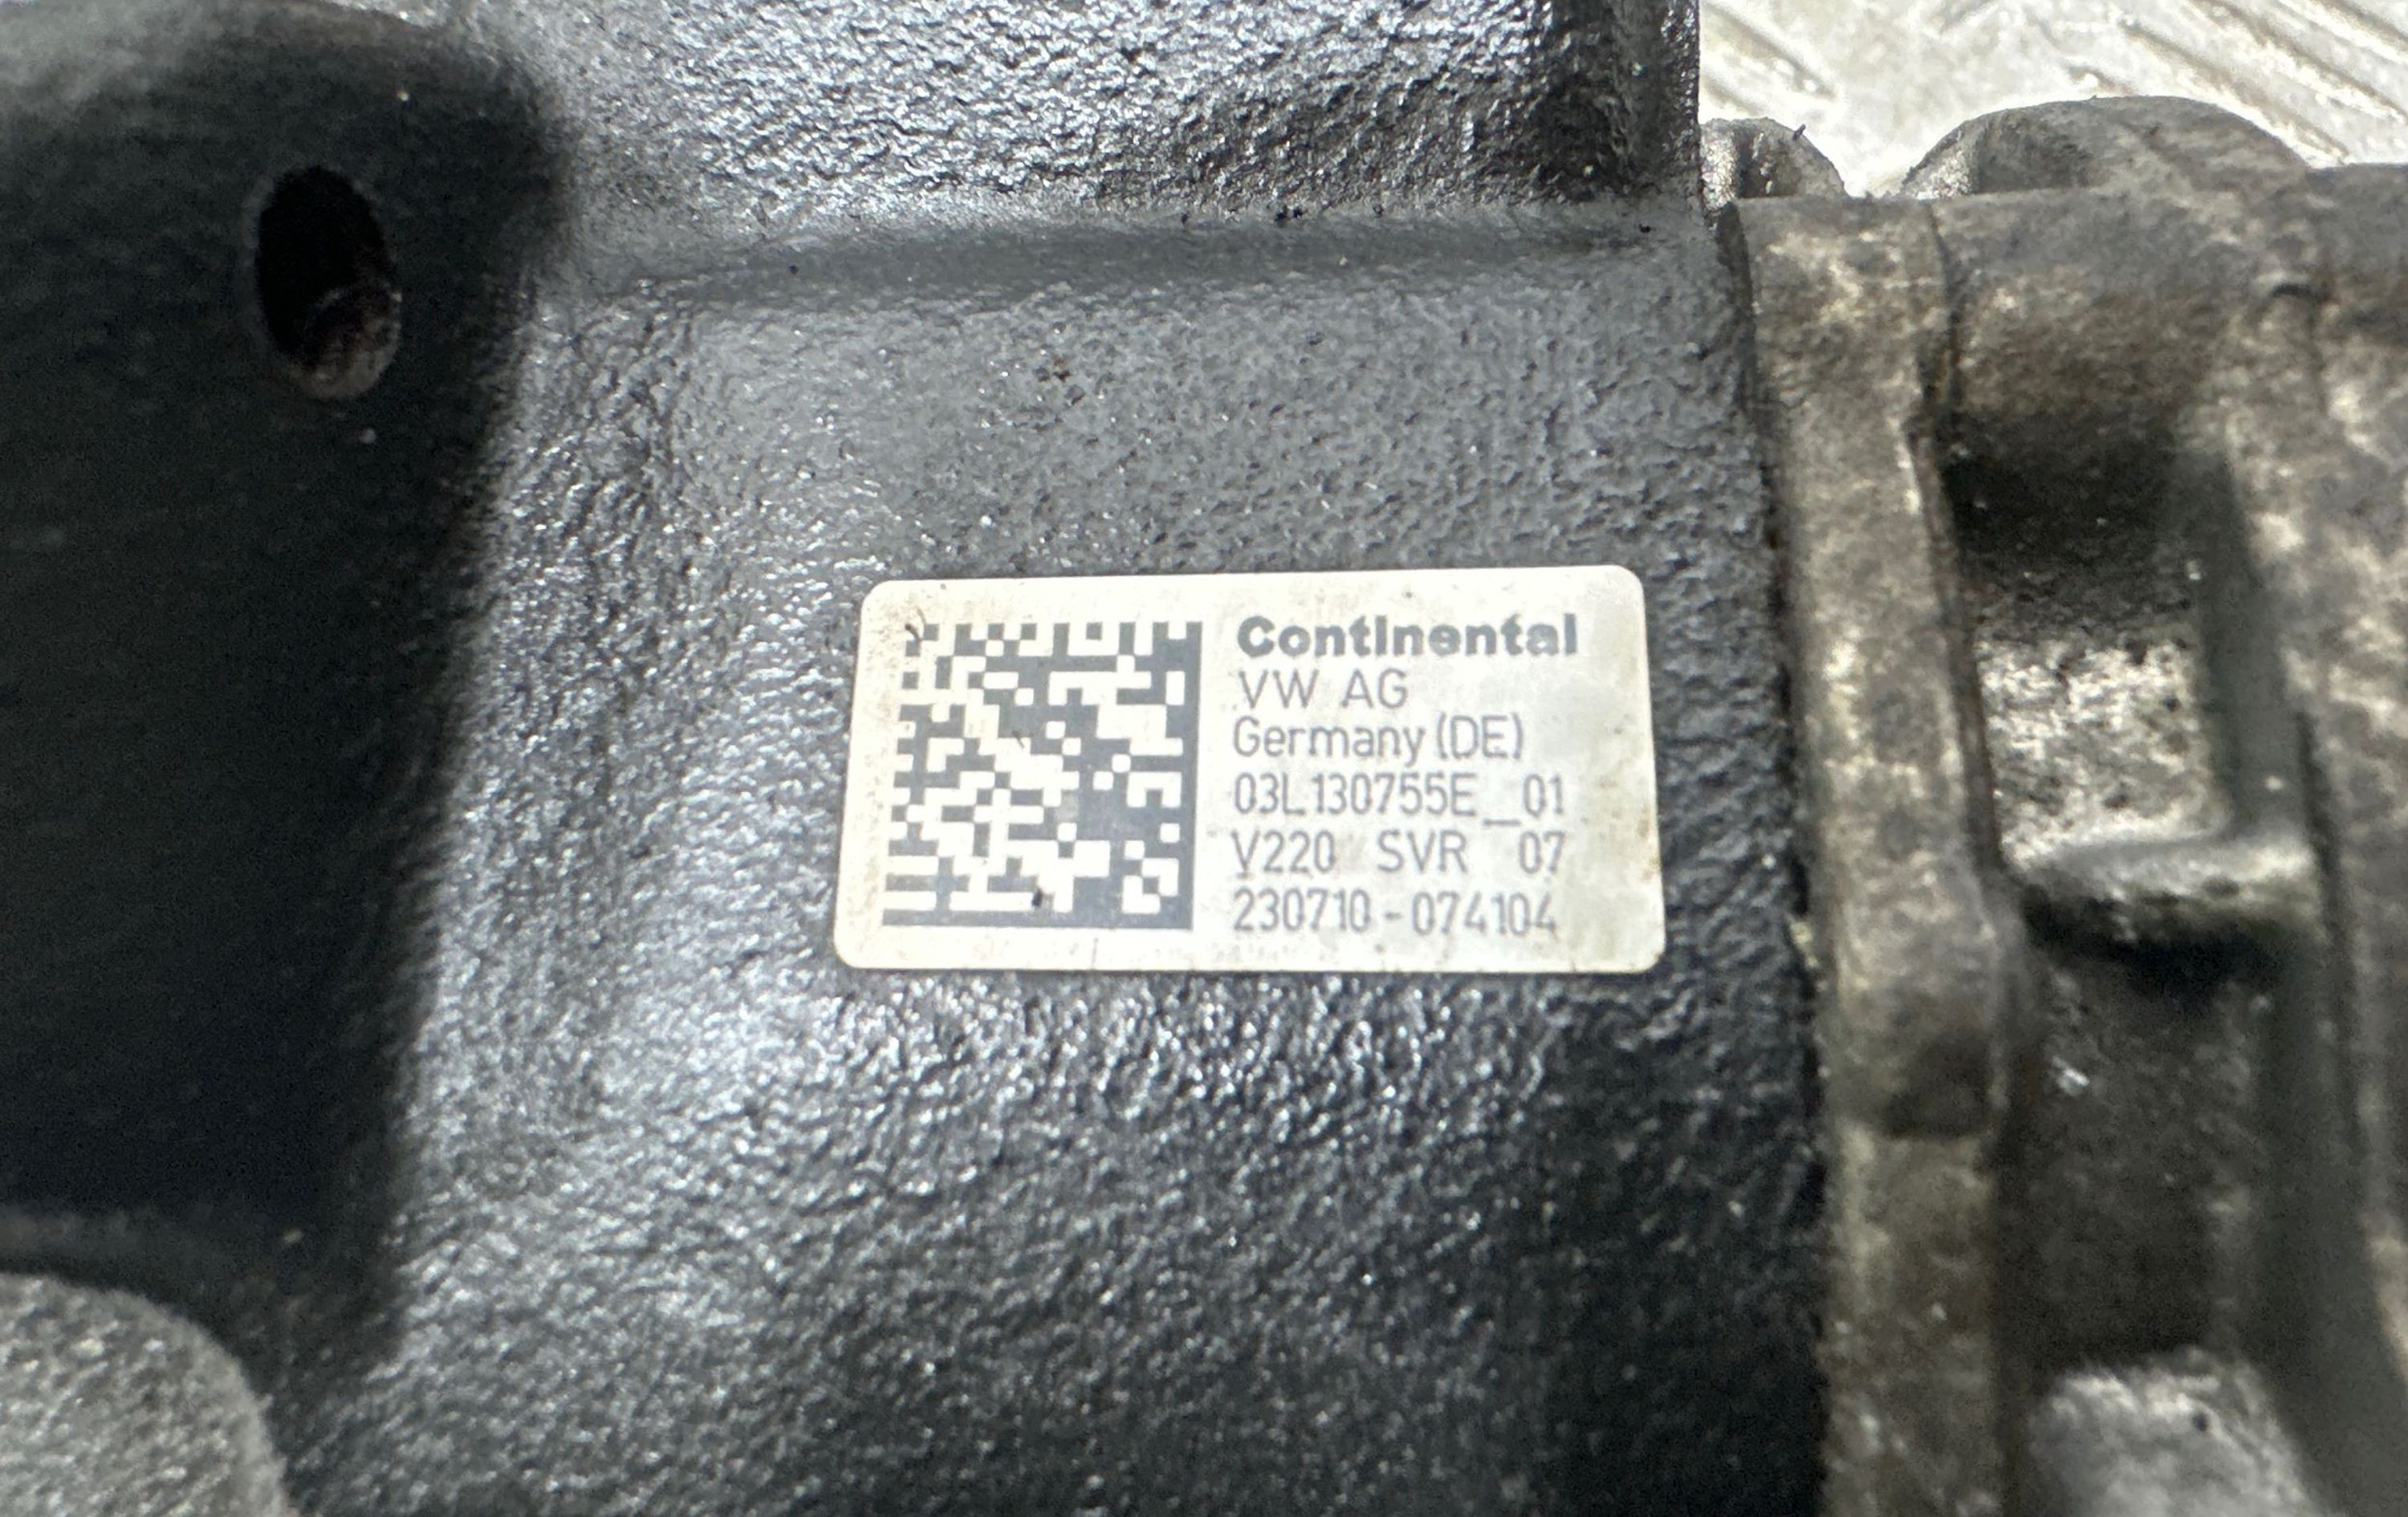 Continental
VW AG
Germany (DE)
03L130755E_01
V220 SVR 07
230710-074104